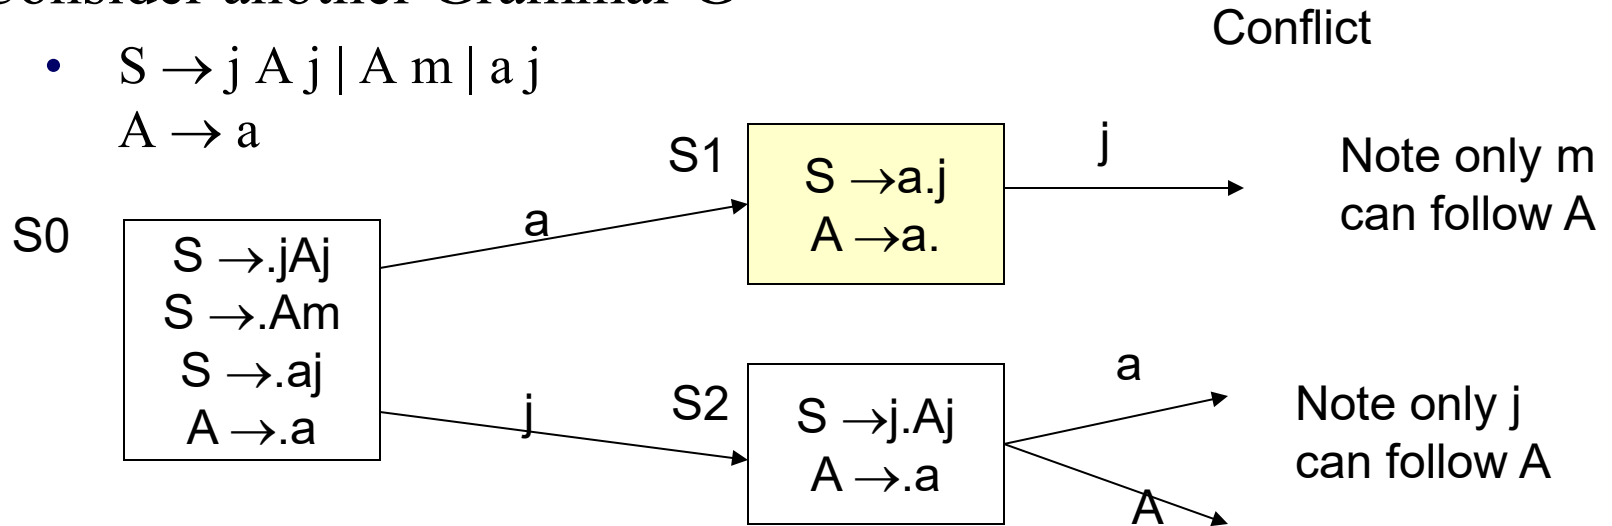 Conflict
• S → j A j | A m | a j
A → a
S0
S →.jAj
S →.Am
S →.aj
A →.a
a
j
S1
S →a.j
A →a.
j
Note only m
can follow A
S2
S →j.Aj
A →.a
a
A
Note only j
can follow A